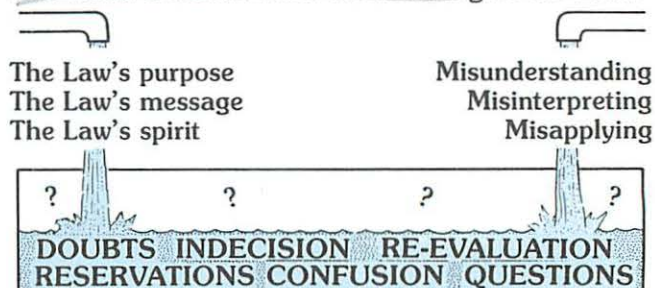 The Law's purpose
The Law's message
The Law's spirit
Misunderstanding
Misinterpreting
Misapplying
? ? ? ?
DOUBTS INDECISION RE-EVALUATION
RESERVATIONS CONFUSION QUESTIONS